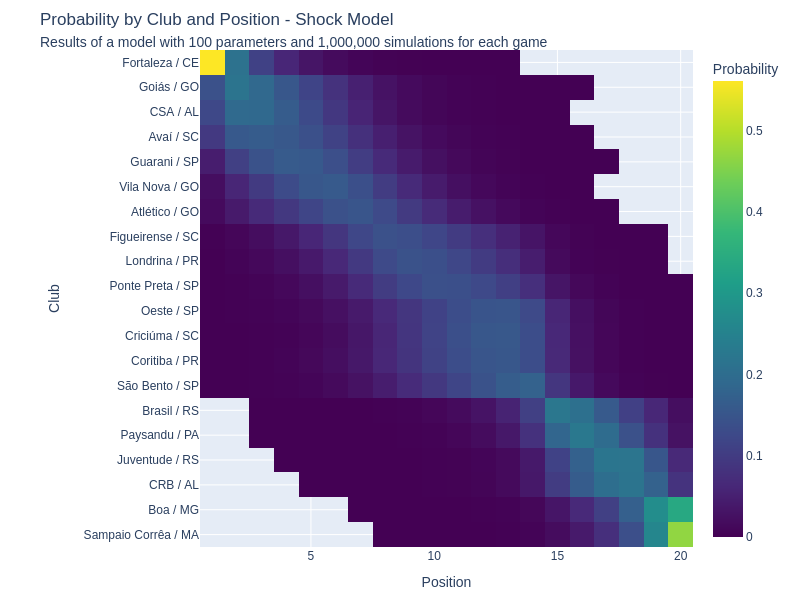 Probability by Club and Position - Shock Model
Results of a model with 100 parameters and 1,000,000 simulations for each game
Probability
Fortaleza / CE
Goiás / GO
CSA / AL
Avaí / SC
Guarani / SP
Vila Nova / GO
Atlético / GO
Figueirense / SC
Londrina / PR
Ponte Preta / SP
Oeste / SP
Criciúma / SC
Coritiba / PR
São Bento / SP
Brasil / RS
Paysandu / PA
Juventude / RS
CRB / AL
Boa / MG
Sampaio Corrêa / MA
Club
5
10
15
20
Position
0.5
0.4
0.3
0.2
0.1
0